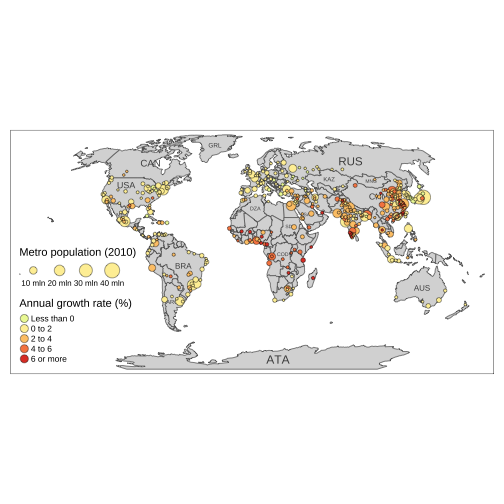 GRL
CAN
RUS
USA
KAZ
MNG
DZA
BRA
AUS
Metro population (2010)
10 mln 20 mln 30 mln 40 mln
Annual growth rate (%)
Less than 0
0 to 2
2 to 4
4 to 6
6 or more
ATA